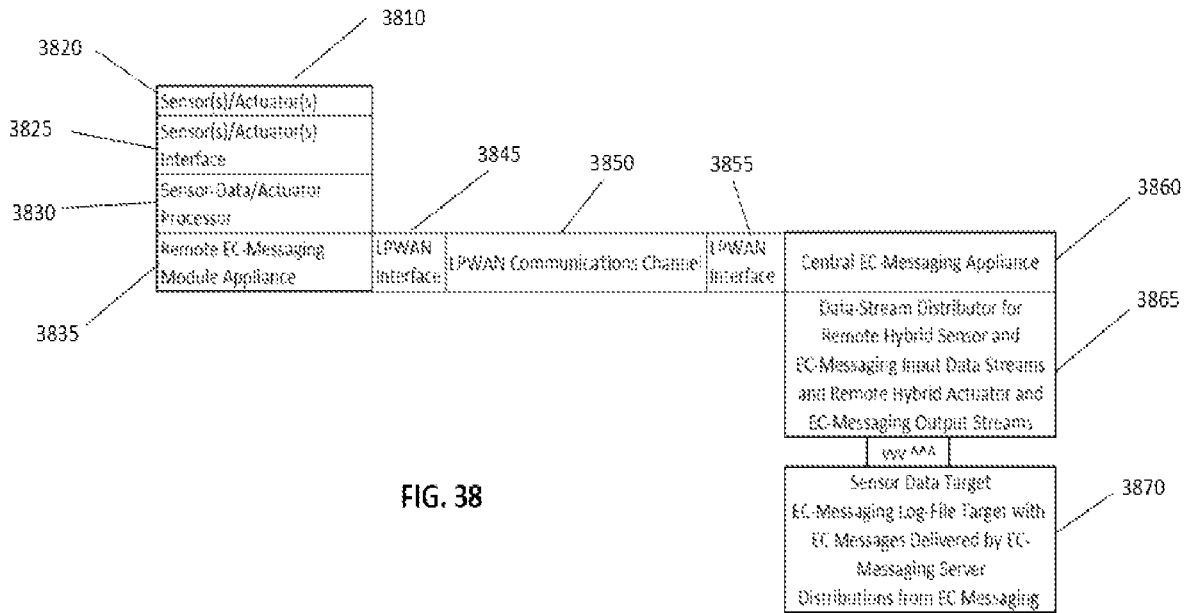 3810
3820
Sensor(s)/Actuator(s)
3825
Sensor(s)/Actuator(s)
Interface
3845
3850
3855
3830
Sensor-Data/Actuator
Processor
3860
Remote EC-Messaging
Module Appliance
LPWAN
Interface
LPWAN Communications Channel
LPWAN
Interface
Central EC-Messaging Appliance
3835
3865
Data-Stream Distributor for
Remote Hybrid Sensor and
EC-Messaging Input Data Streams
and Remote Hybrid Actuator and
EC-Messaging Output Streams
vvv ^^^
FIG. 38
3870
Sensor Data Target
EC-Messaging Log-File Target with
EC Messages Delivered by EC-
Messaging Server
Distributions from EC Messaging